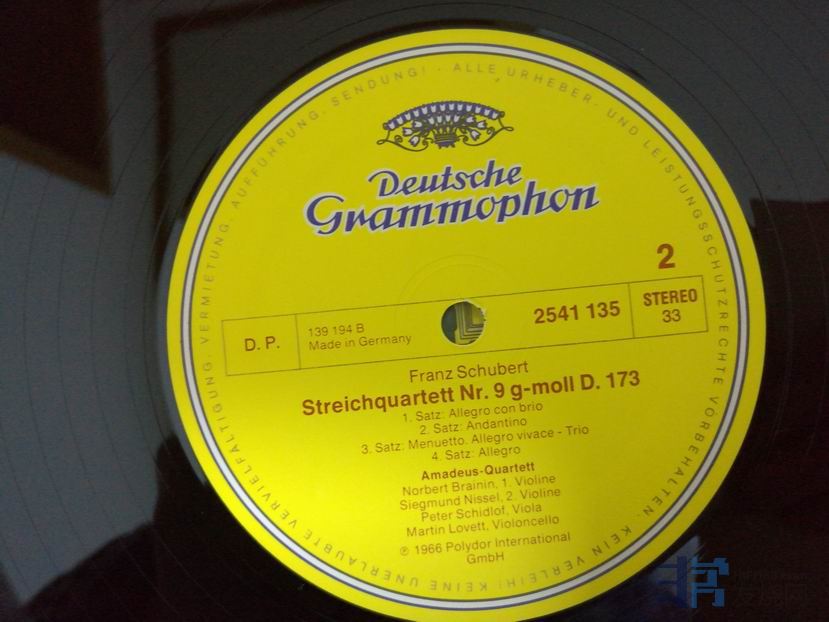 KEINE UNERLAUBTE VERVIELFÄLTIGUNG, VERMIETUNG, AUFFÜHRUNG, SENDUNG! · ALLE URHEBER- UND LEISTUNGSSCHUTZRECHTE VORBEHALTEN · KEIN VERLEIH!
Deutsche
Grammophon
2
D. P.
139 194 B
Made in Germany
2541 135
STEREO
33
Franz Schubert
Streichquartett Nr. 9 g-moll D. 173
1. Satz: Allegro con brio
2. Satz: Andantino
3. Satz: Menuetto. Allegro vivace - Trio
4. Satz: Allegro
Amadeus-Quartett
Norbert Brainin, 1. Violine
Siegmund Nissel, 2. Violine
Peter Schidlof, Viola
Martin Lovett, Violoncello
℗ 1966 Polydor International
GmbH